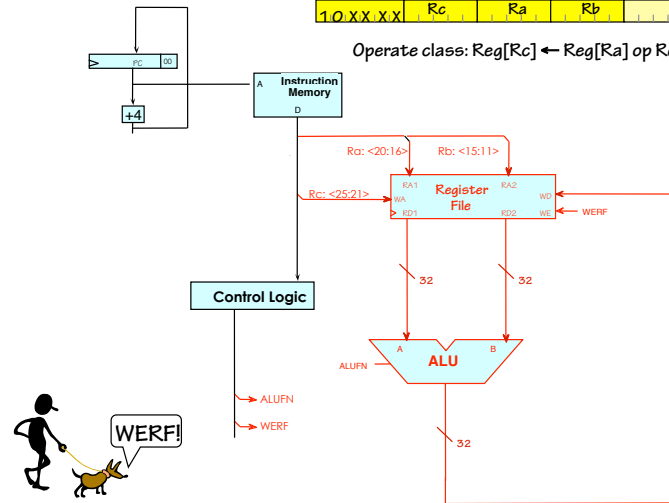 10XXXX Rc Ra Rb
Operate class: Reg[Rc] ← Reg[Ra] op
PC 00
+4
A Instruction
Memory
D
Ra: <20:16> Rb: <15:11>
Rc: <25:21>
RA1 Register RA2
WA File WD
RD1 RD2 WE WERF
32 32
Control Logic
A B
ALU
ALUFN
ALUFN
WERF
32
WERF!